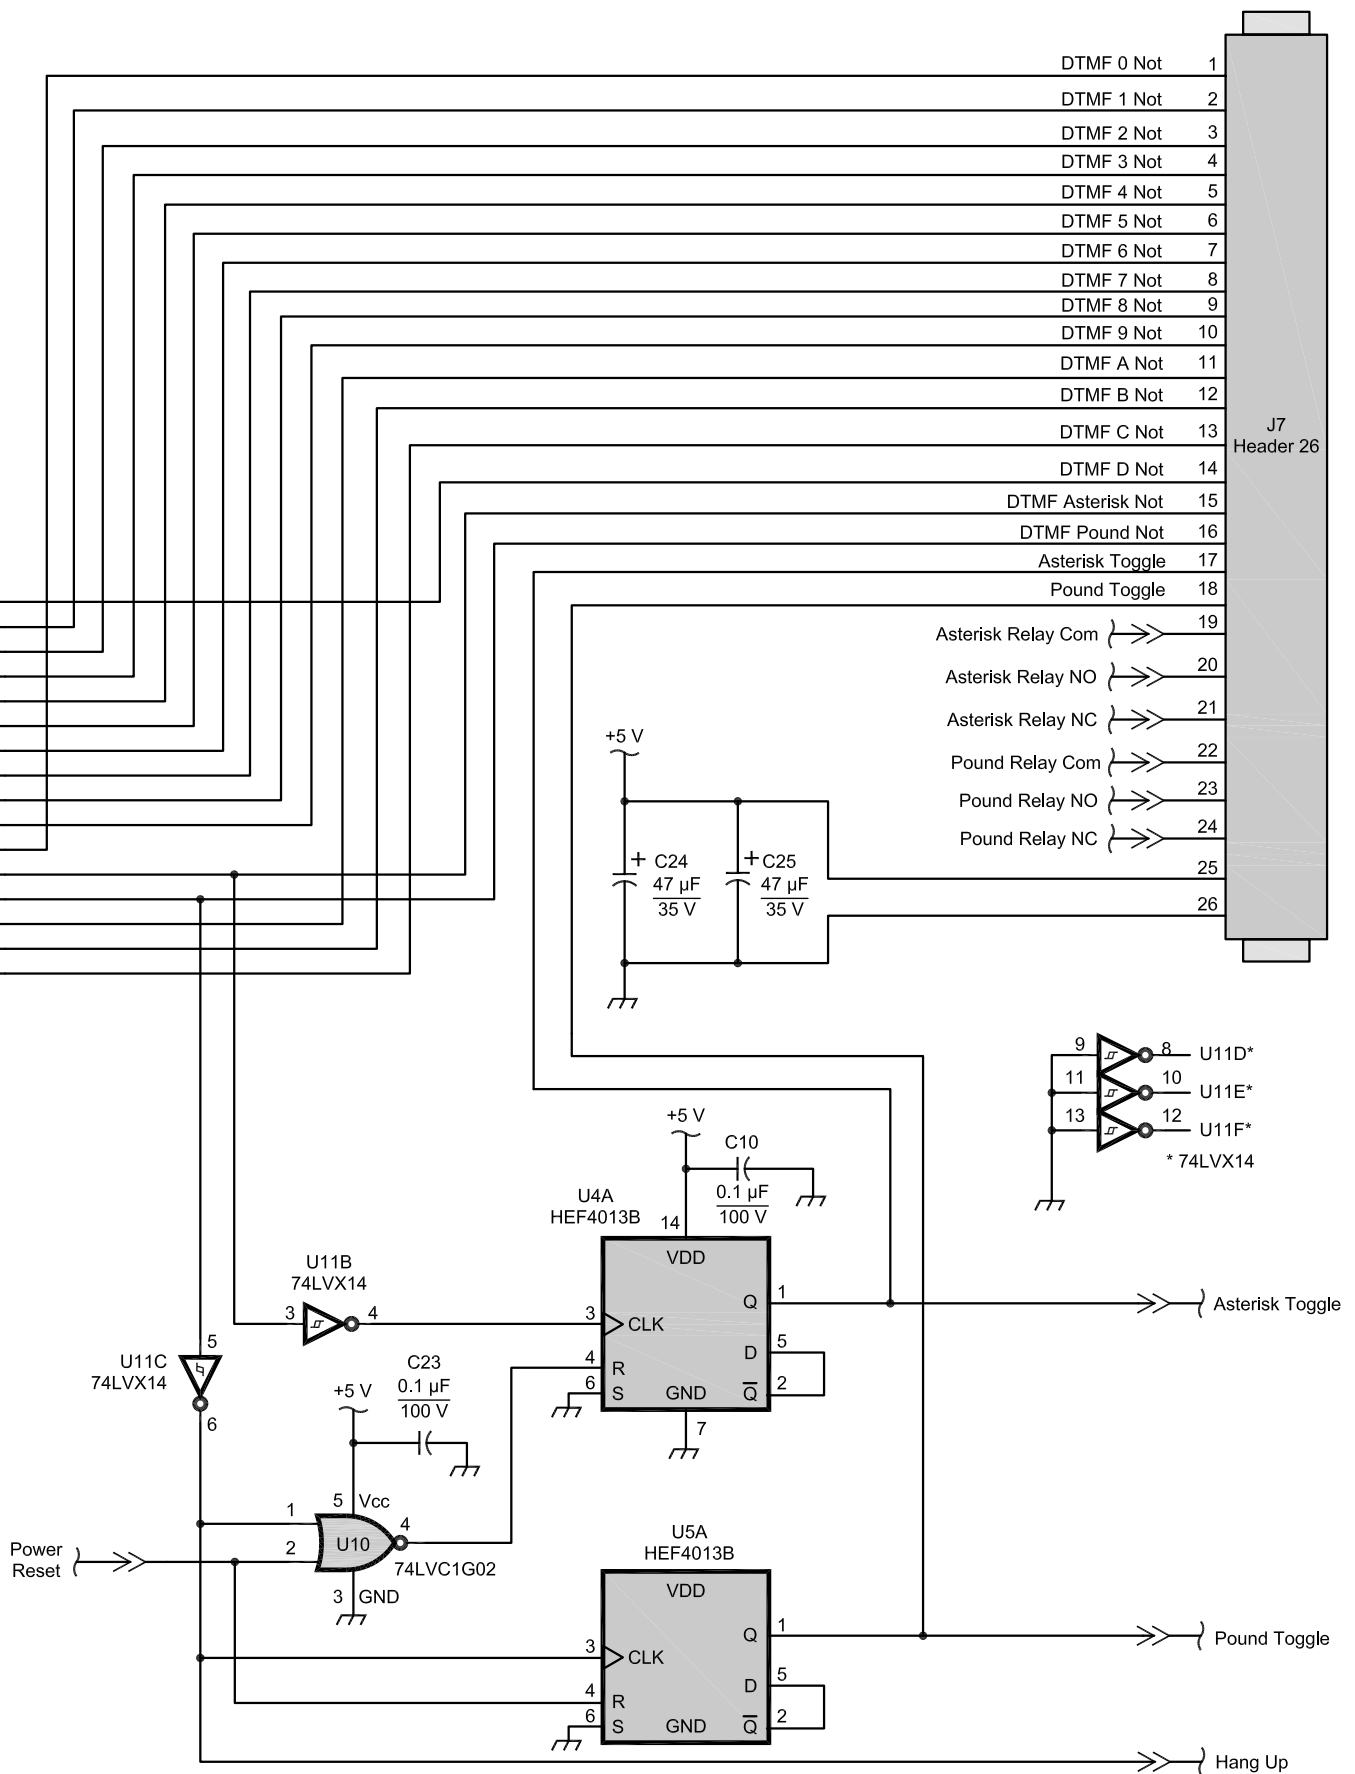 DTMF 0 Not 1
DTMF 1 Not 2
DTMF 2 Not 3
DTMF 3 Not 4
DTMF 4 Not 5
DTMF 5 Not 6
DTMF 6 Not 7
DTMF 7 Not 8
DTMF 8 Not 9
DTMF 9 Not 10
DTMF A Not 11
DTMF B Not 12
DTMF C Not 13
DTMF D Not 14
DTMF Asterisk Not 15
DTMF Pound Not 16
Asterisk Toggle 17
Pound Toggle 18
Asterisk Relay Com 19
Asterisk Relay NO 20
Asterisk Relay NC 21
Pound Relay Com 22
Pound Relay NO 23
Pound Relay NC 24
25
26
J7
Header 26
+5 V
+ C24
47 µF
35 V
+ C25
47 µF
35 V
9 8 U11D*
11 10 U11E*
13 12 U11F*
* 74LVX14
+5 V
C10
0.1 µF
100 V
U4A
HEF4013B
14
VDD
Q 1
3 CLK
D 5
4 R
6 S
GND
Q 2
7
Asterisk Toggle
U11B
74LVX14
3 4
5
U11C
74LVX14
6
C23
0.1 µF
100 V
+5 V
5 Vcc
1
4
2
U10
74LVC1G02
3 GND
Power
Reset
U5A
HEF4013B
VDD
Q 1
3 CLK
D 5
4 R
6 S
GND
Q 2
Pound Toggle
Hang Up